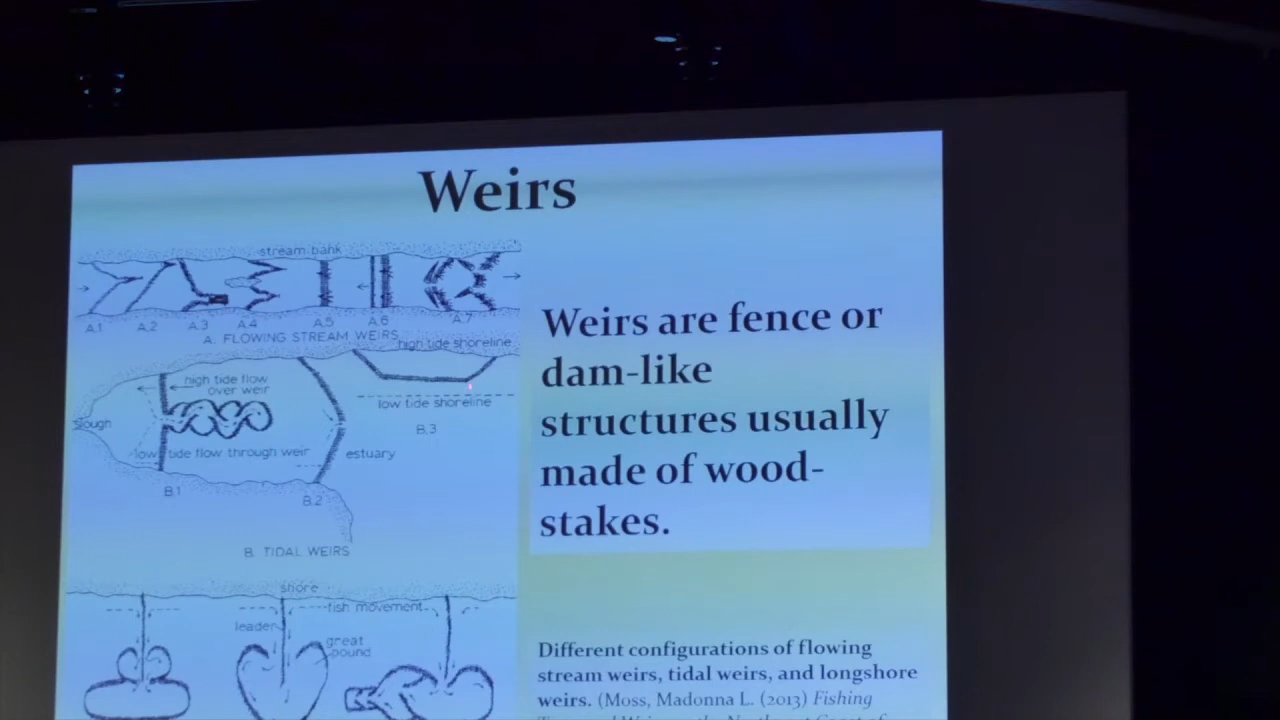 Weirs
stream bank
A.1 A.2 A.3 A.4 A.5 A.6 A.7
A. FLOWING STREAM WEIRS
high tide shoreline
high tide flow
over weir
low tide shoreline
slough
B.3
low tide flow through weir
estuary
B.1
B.2
B. TIDAL WEIRS
shore
fish movement
leader
great
pound
Weirs are fence or
dam-like
structures usually
made of wood-
stakes.
Different configurations of flowing
stream weirs, tidal weirs, and longshore
weirs. (Moss, Madonna L. (2013) Fishing